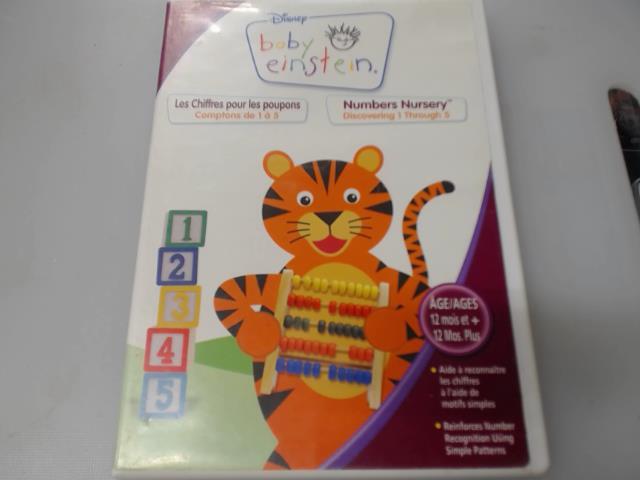 Disney
baby
einstein.
Les Chiffres pour les poupons
Comptons de 1 à 5
Numbers Nursery™
Discovering 1 Through 5
1
2
3
4
5
AGE/AGES
12 mois et +
12 Mos. Plus
• Aide à reconnaître
les chiffres
à l'aide de
motifs simples
• Reinforces Number
Recognition Using
Simple Patterns